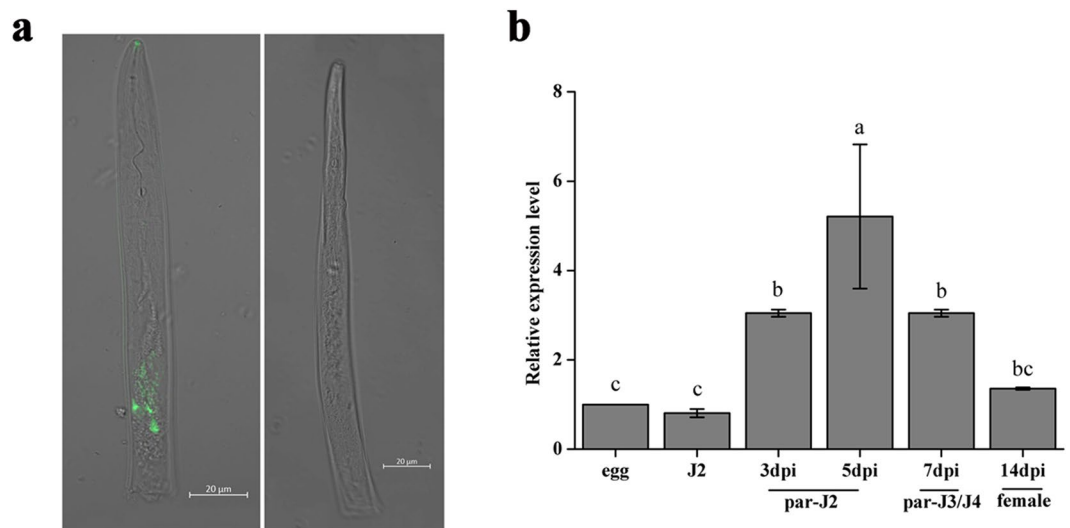 a
b
20 µm
20 µm
Relative expression level
8
6
4
2
0
c
c
b
a
b
bc
egg
J2
3dpi
5dpi
7dpi
14dpi
par-J2
par-J3/J4
female